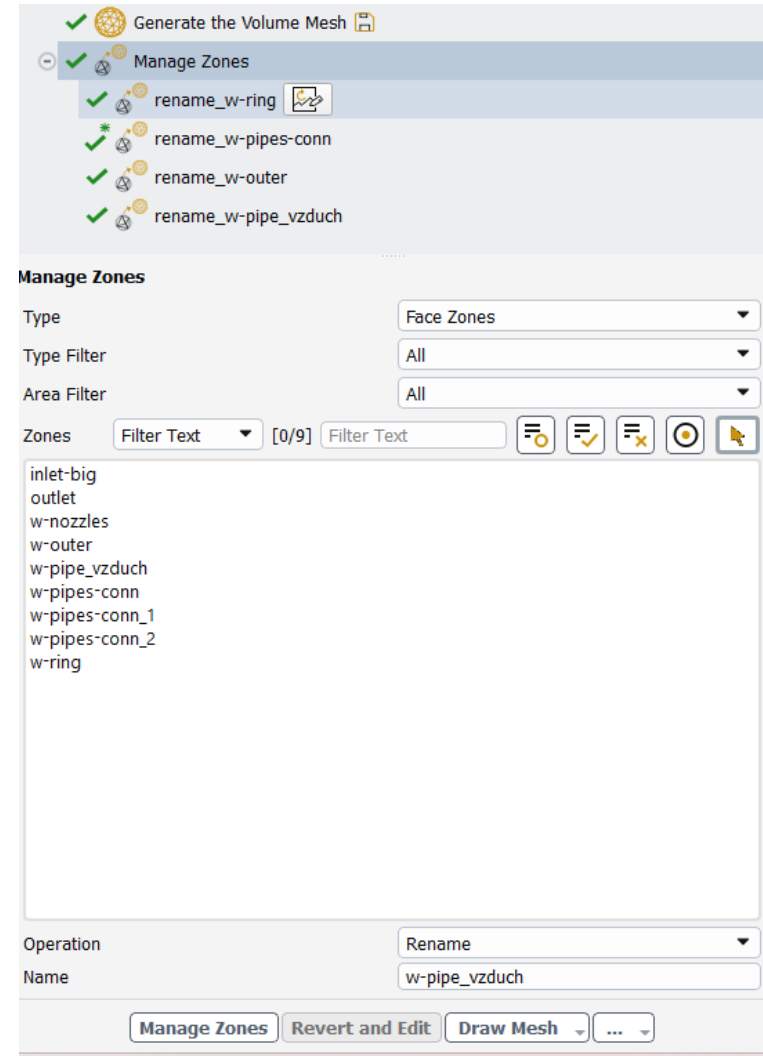 Generate the Volume Mesh
Manage Zones
rename_w-ring
rename_w-pipes-conn
rename_w-outer
rename_w-pipe_vzduch
Manage Zones
Type Face Zones
Type Filter All
Area Filter All
Zones Filter Text [0/9] Filter Text
inlet-big
outlet
w-nozzles
w-outer
w-pipe_vzduch
w-pipes-conn
w-pipes-conn_1
w-pipes-conn_2
w-ring
Operation Rename
Name w-pipe_vzduch
Manage Zones Revert and Edit Draw Mesh ...